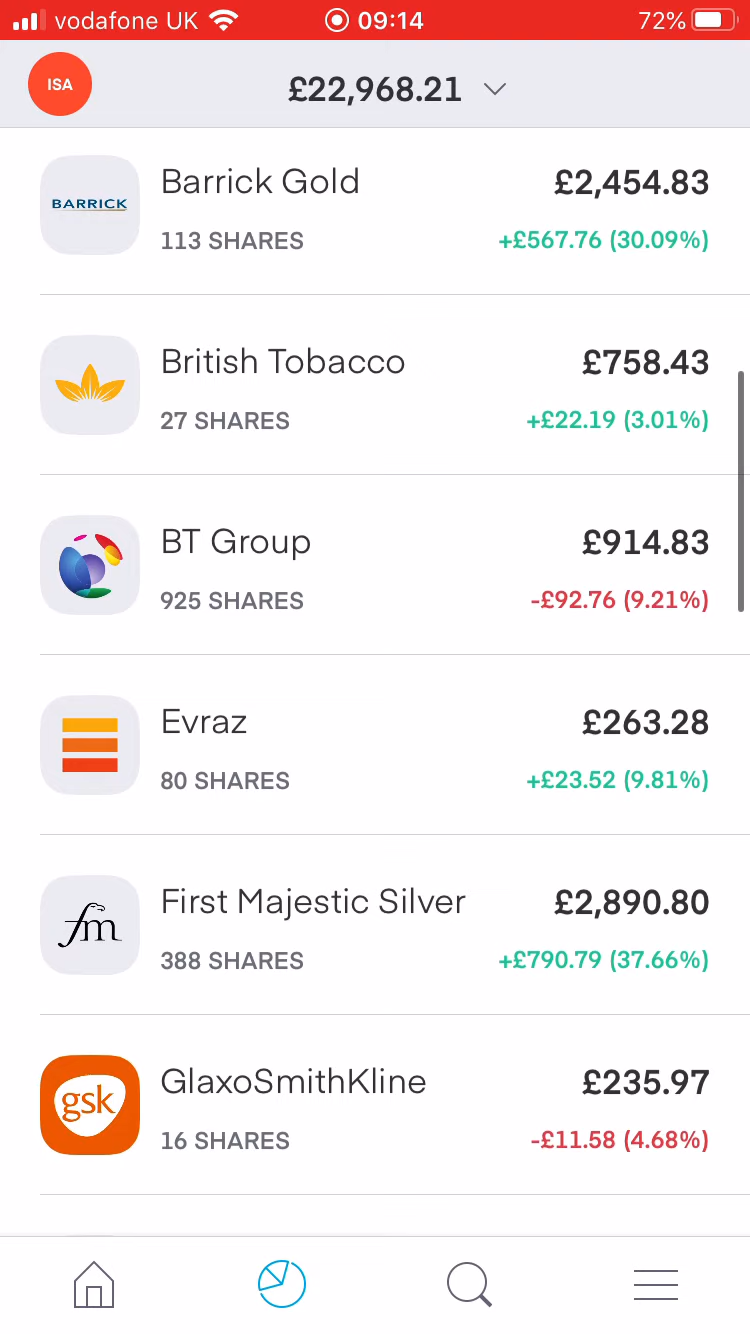 vodafone UK 09:14 72%
ISA £22,968.21
BARRICK
Barrick Gold £2,454.83
113 SHARES +£567.76 (30.09%)
British Tobacco £758.43
27 SHARES +£22.19 (3.01%)
BT Group £914.83
925 SHARES -£92.76 (9.21%)
Evraz £263.28
80 SHARES +£23.52 (9.81%)
fm
First Majestic Silver £2,890.80
388 SHARES +£790.79 (37.66%)
gsk
GlaxoSmithKline £235.97
16 SHARES -£11.58 (4.68%)